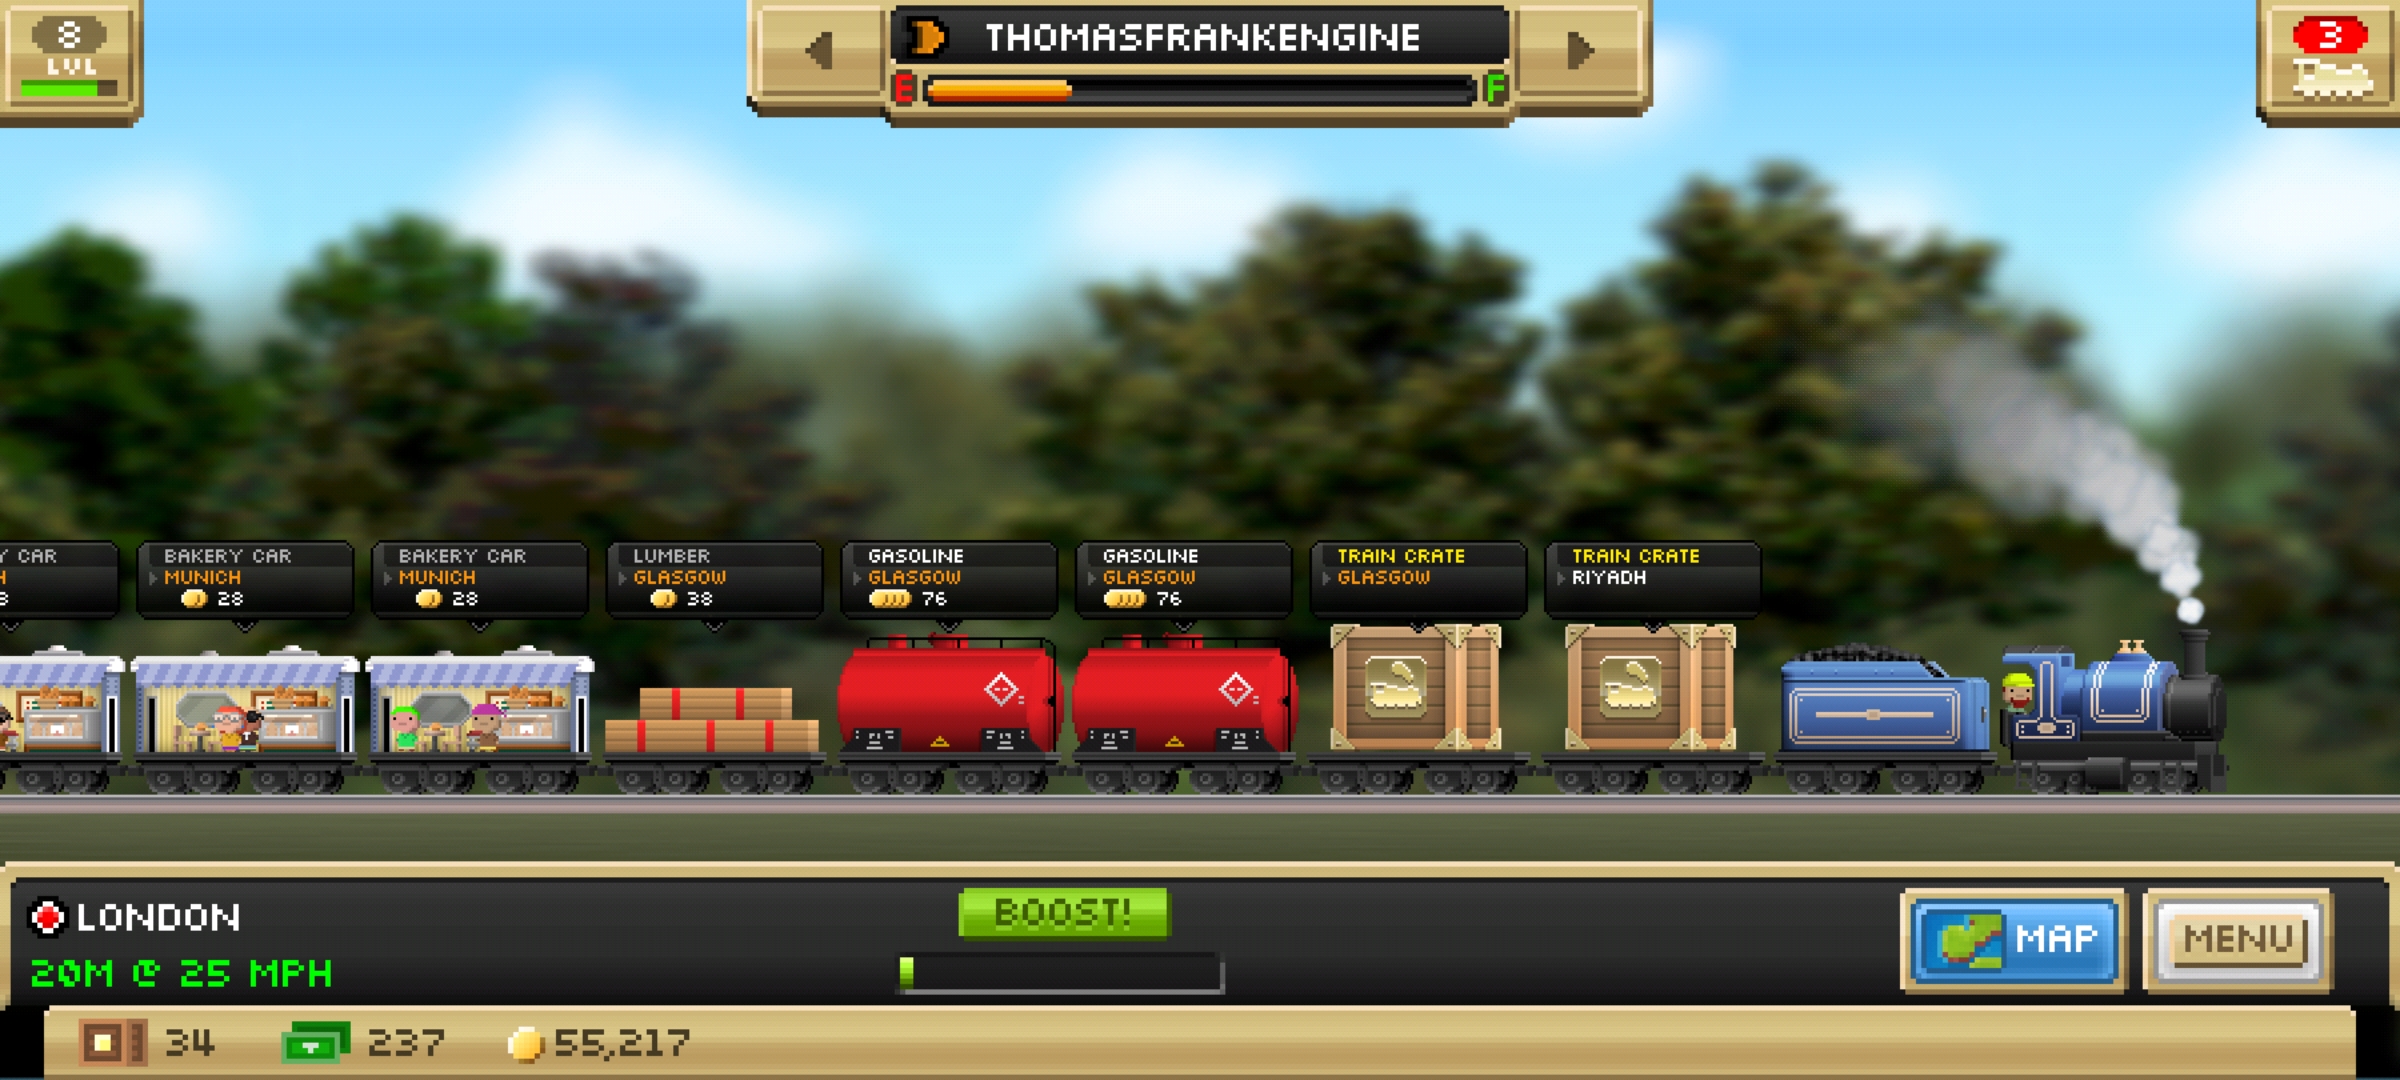 8
LVL
THOMASFRANKENGINE
E F
3
Y CAR
H
8
BAKERY CAR
MUNICH
28
BAKERY CAR
MUNICH
28
LUMBER
GLASGOW
38
GASOLINE
GLASGOW
76
GASOLINE
GLASGOW
76
TRAIN CRATE
GLASGOW
TRAIN CRATE
RIYADH
LONDON
20M @ 25 MPH
BOOST!
MAP
MENU
34
237
55,217